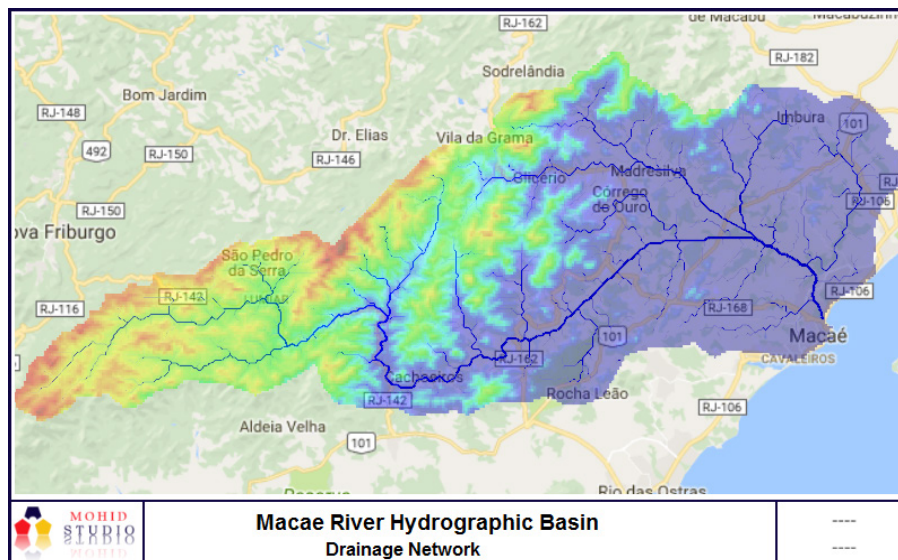 RJ-162
de Macabu
Macabuzinho
RJ-182
Sodrelândia
Bom Jardim
RJ-148
Imbura
101
Dr. Elias
Vila da Grama
492
RJ-150
RJ-146
Glicério
Madresilva
Córrego
do Ouro
RJ-150
RJ-106
ova Friburgo
São Pedro
da Serra
RJ-142
LUMIAR
RJ-106
RJ-116
RJ-168
Macaé
101
RJ-162
CAVALEIROS
Cachoeiros
RJ-142
Rocha Leão
RJ-106
Aldeia Velha
101
Rio das Ostras
MOHID
STUDIO
Macae River Hydrographic Basin
Drainage Network
----
----